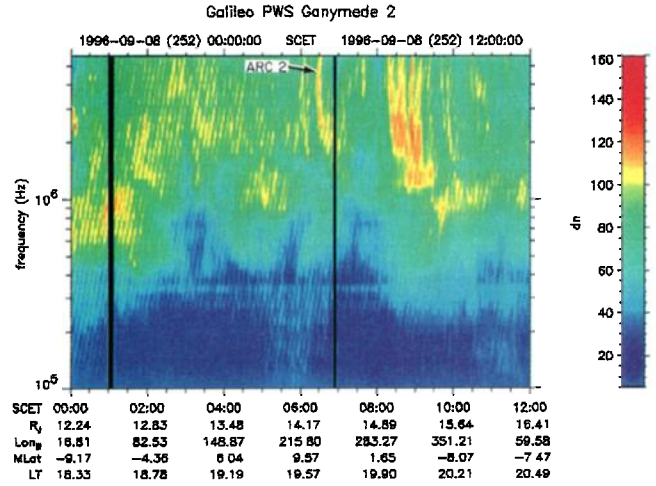 Galileo PWS Ganymede 2
1996-09-08 (252) 00:00:00 SCET 1996-09-08 (252) 12:00:00
ARC 2
frequency (Hz)
10⁶
10⁵
160
140
120
100
80
60
40
20
dn
SCET 00:00 02:00 04:00 06:00 08:00 10:00 12:00
R_J 12.24 12.83 13.48 14.17 14.89 15.64 16.41
Lon_III 16.81 82.53 148.87 215.80 283.27 351.21 59.58
MLat -9.17 -4.36 6.04 9.57 1.65 -8.07 -7.47
LT 18.33 18.78 19.19 19.57 19.90 20.21 20.49